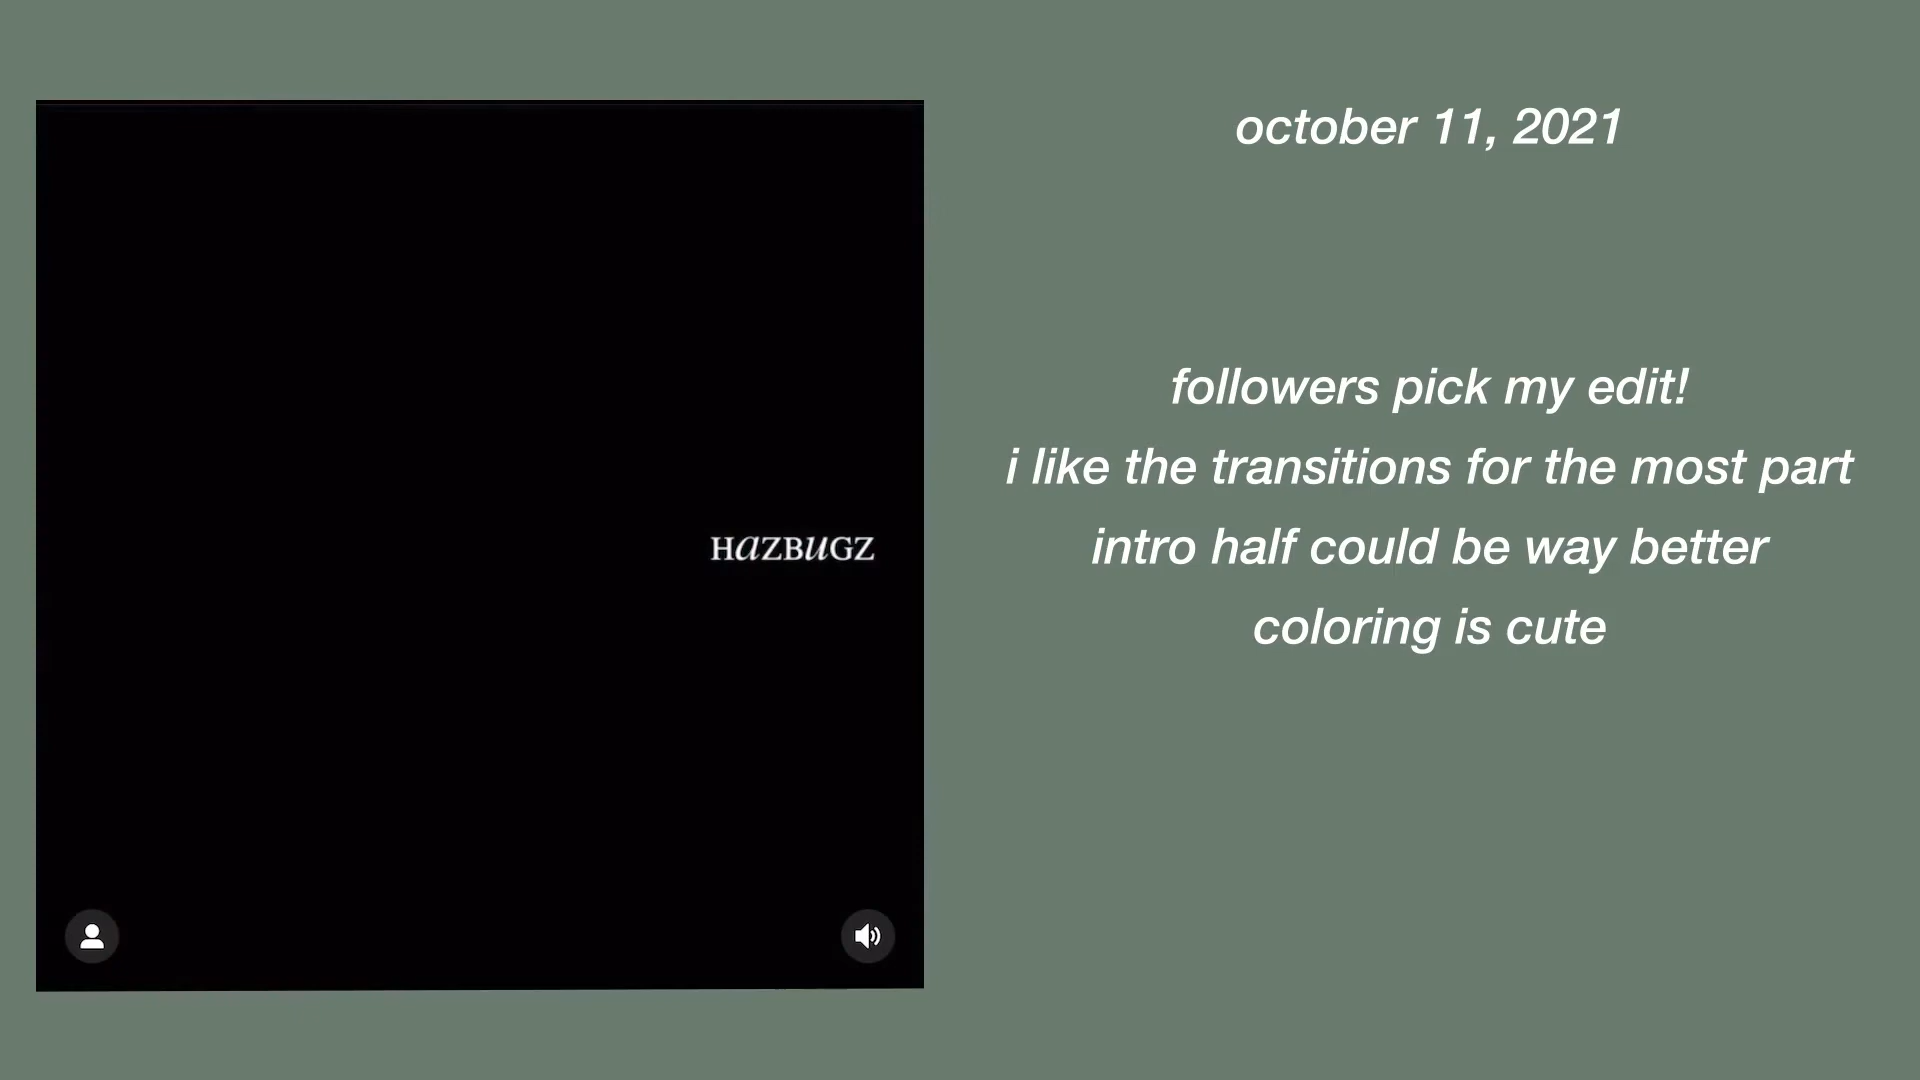 HaZBuGZ
october 11, 2021
followers pick my edit!
i like the transitions for the most part
intro half could be way better
coloring is cute